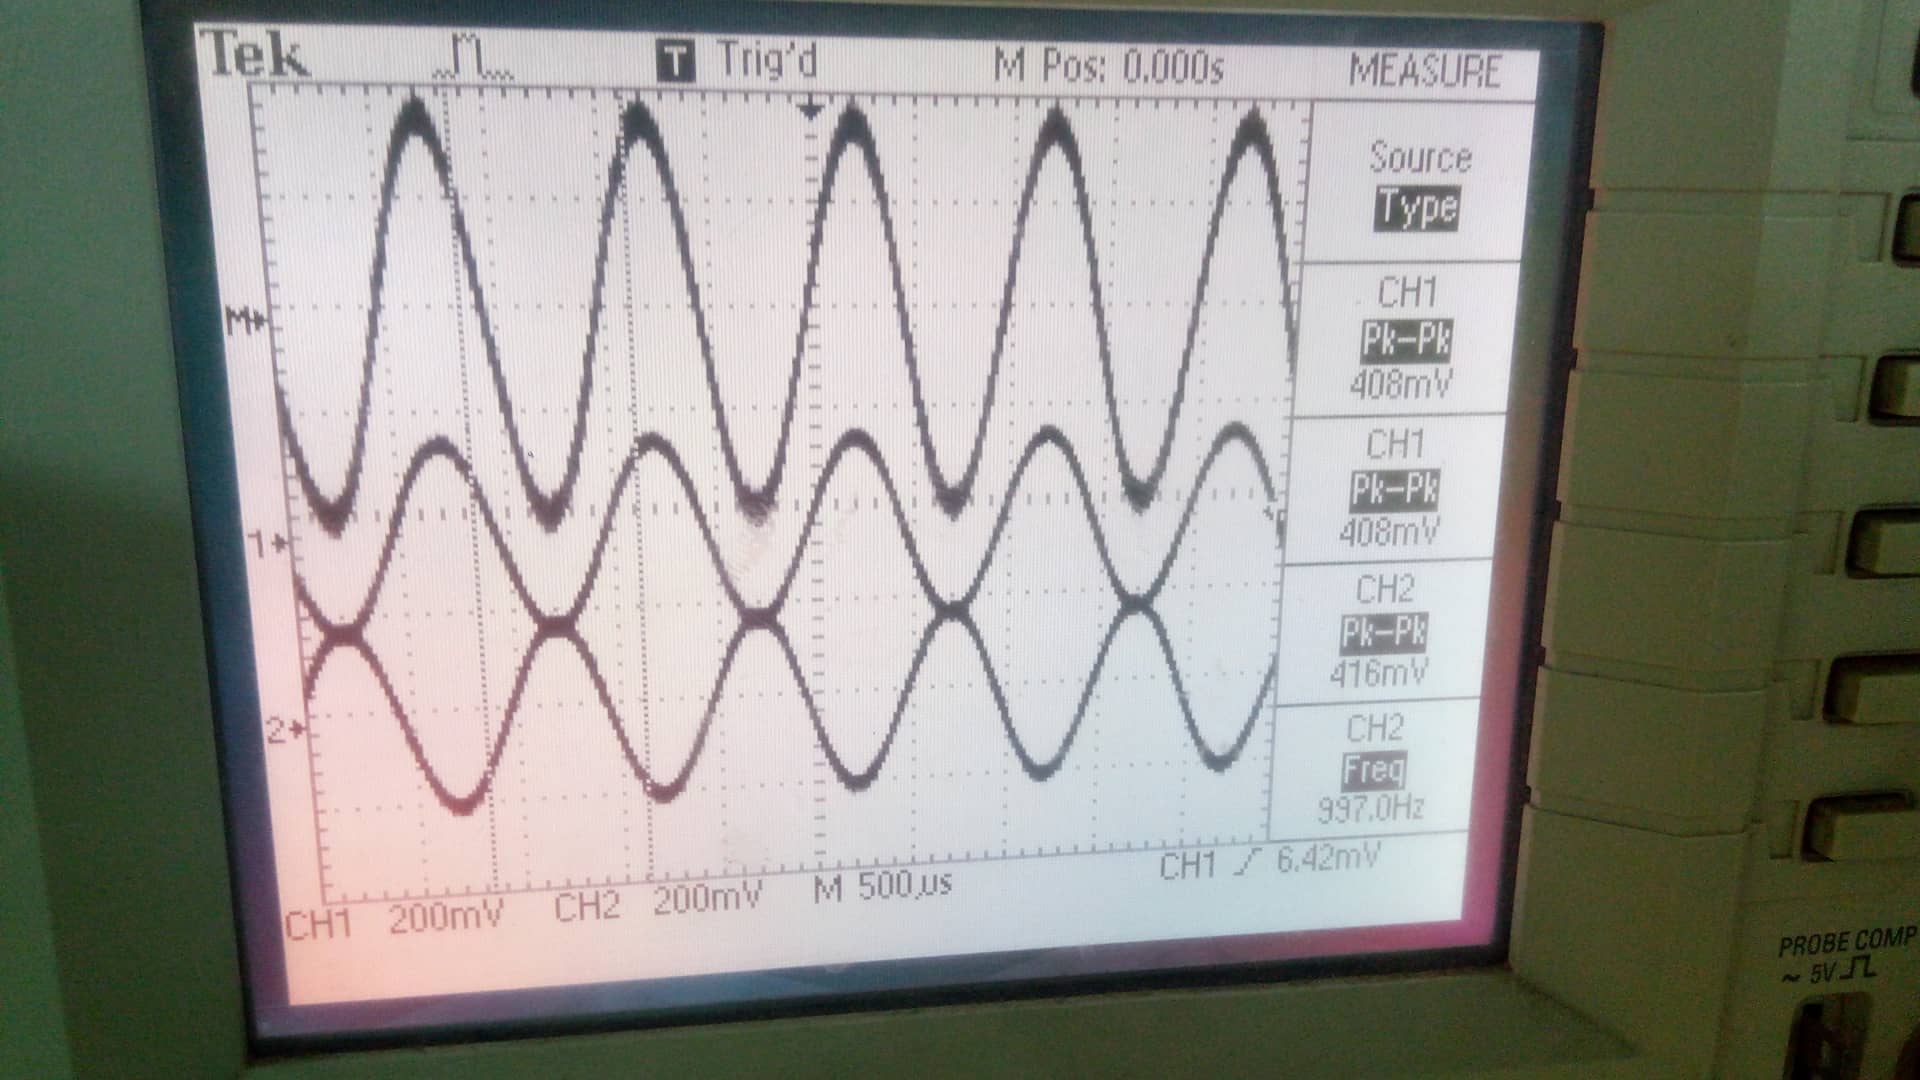 Tek T Trig'd M Pos: 0.000s MEASURE
Source
Type
CH1
Pk-Pk
408mV
CH1
Pk-Pk
408mV
CH2
Pk-Pk
416mV
CH2
Freq
997.0Hz
M
1
2
CH1 200mV CH2 200mV M 500µs CH1 6.42mV
PROBE COMP
~ 5V